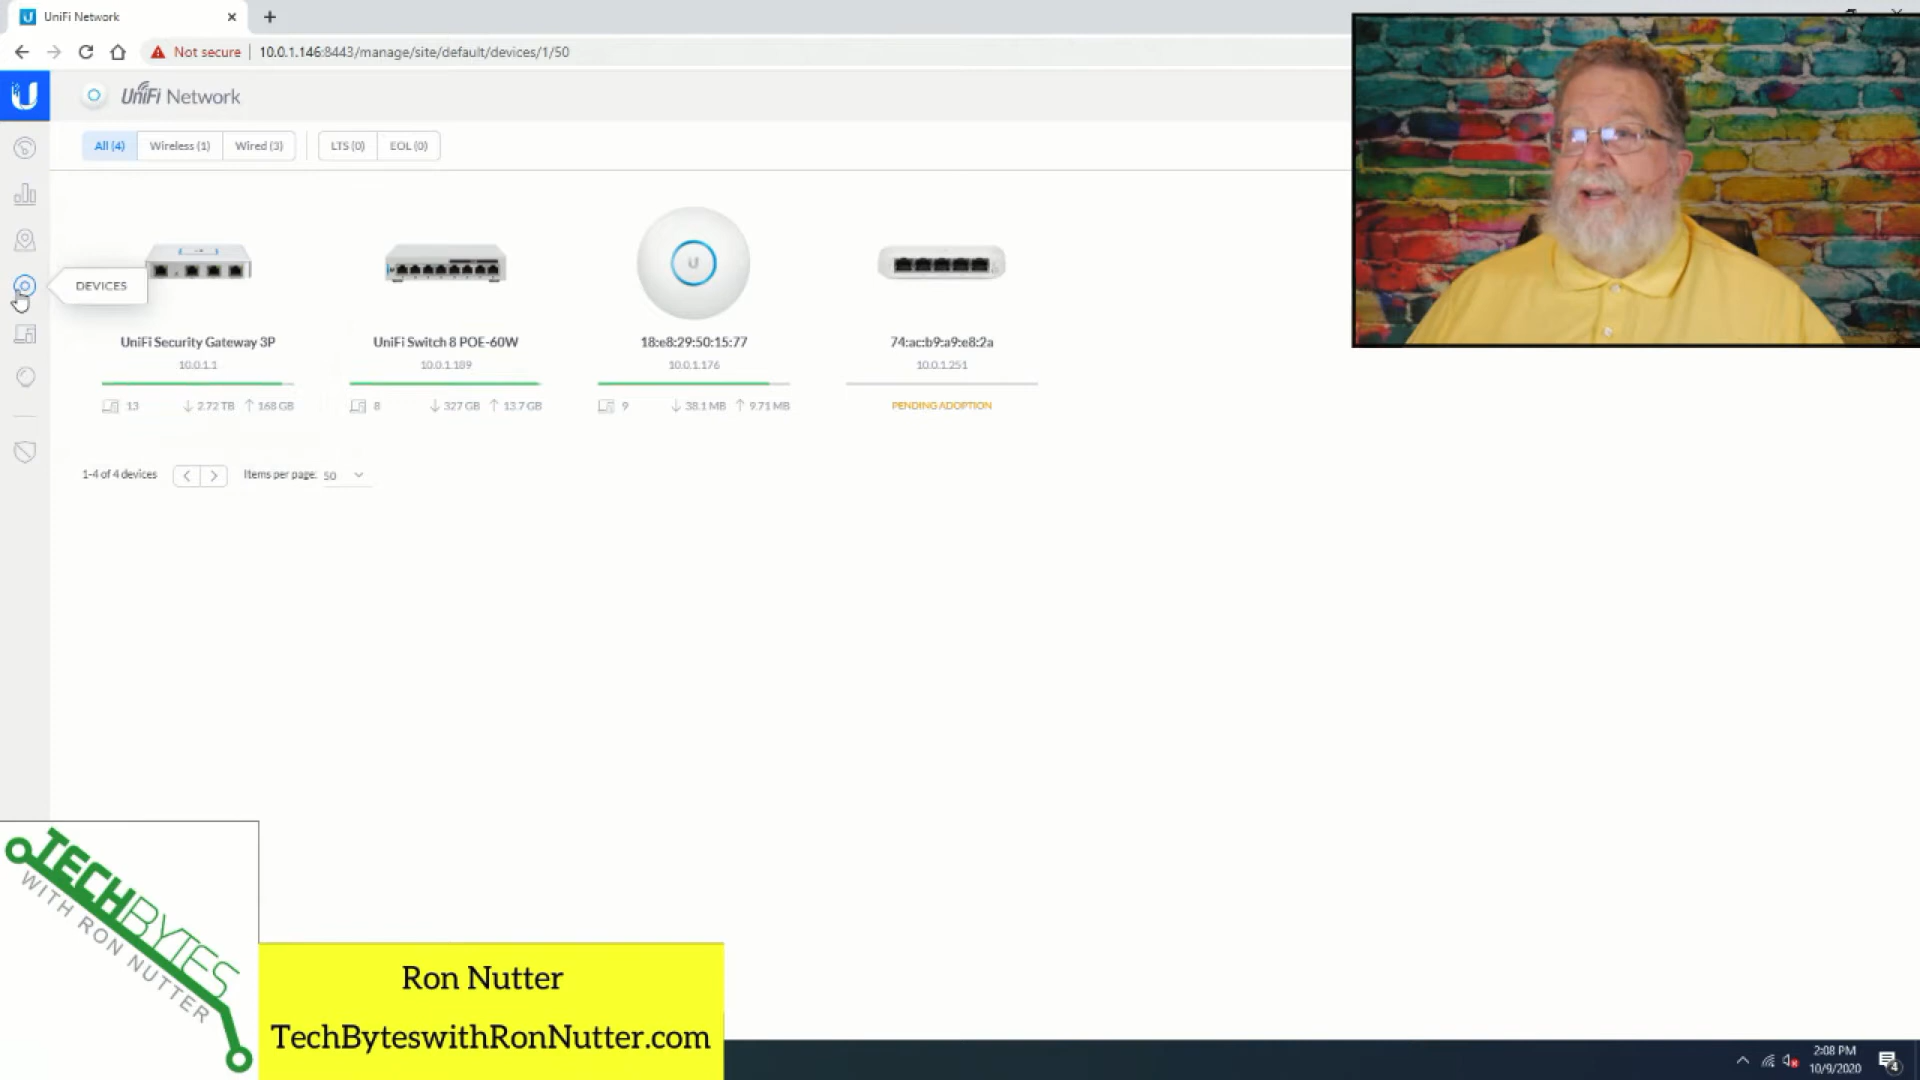 UniFi Network
Not secure
10.0.1.146:8443/manage/site/default/devices/1/50
UniFi Network
All (4)
Wireless (1)
Wired (3)
LTS (0)
EOL (0)
DEVICES
UniFi Security Gateway 3P
10.0.1.1
13
2.72 TB
168 GB
UniFi Switch 8 POE-60W
10.0.1.189
8
327 GB
13.7 GB
18:e8:29:50:15:77
10.0.1.176
9
38.1 MB
9.71 MB
74:ac:b9:a9:e8:2a
10.0.1.251
PENDING ADOPTION
1-4 of 4 devices
Items per page: 50
TECHBYTES
WITH RON NUTTER
Ron Nutter
TechByteswithRonNutter.com
2:08 PM
10/9/2020
4